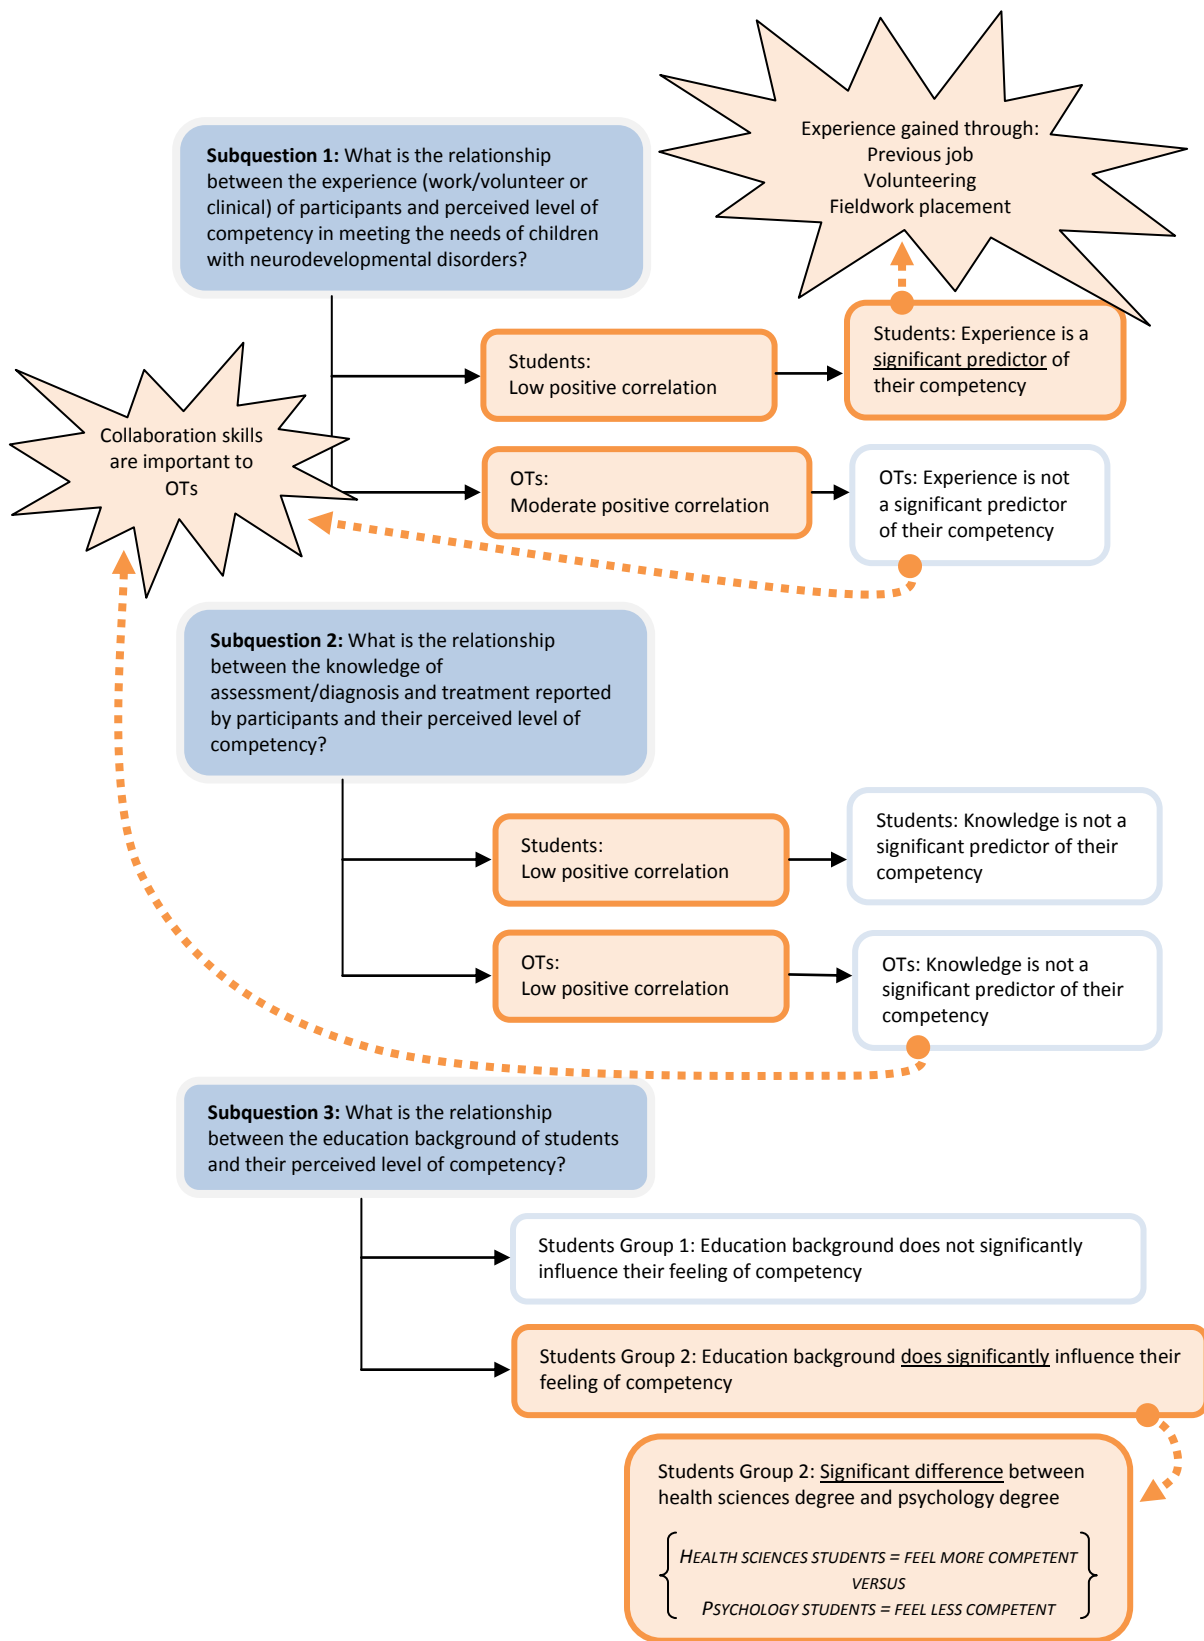 Experience gained through:
Previous job
Volunteering
Fieldwork placement
Subquestion 1: What is the relationship
between the experience (work/volunteer or
clinical) of participants and perceived level of
competency in meeting the needs of children
with neurodevelopmental disorders?
Students:
Low positive correlation
Students: Experience is a
significant predictor of
their competency
Collaboration skills
are important to
OTs
OTs:
Moderate positive correlation
OTs: Experience is not
a significant predictor
of their competency
Subquestion 2: What is the relationship
between the knowledge of
assessment/diagnosis and treatment reported
by participants and their perceived level of
competency?
Students:
Low positive correlation
Students: Knowledge is not a
significant predictor of their
competency
OTs:
Low positive correlation
OTs: Knowledge is not a
significant predictor of their
competency
Subquestion 3: What is the relationship
between the education background of students
and their perceived level of competency?
Students Group 1: Education background does not significantly
influence their feeling of competency
Students Group 2: Education background does significantly influence their
feeling of competency
Students Group 2: Significant difference between
health sciences degree and psychology degree
HEALTH SCIENCES STUDENTS = FEEL MORE COMPETENT
VERSUS
PSYCHOLOGY STUDENTS = FEEL LESS COMPETENT